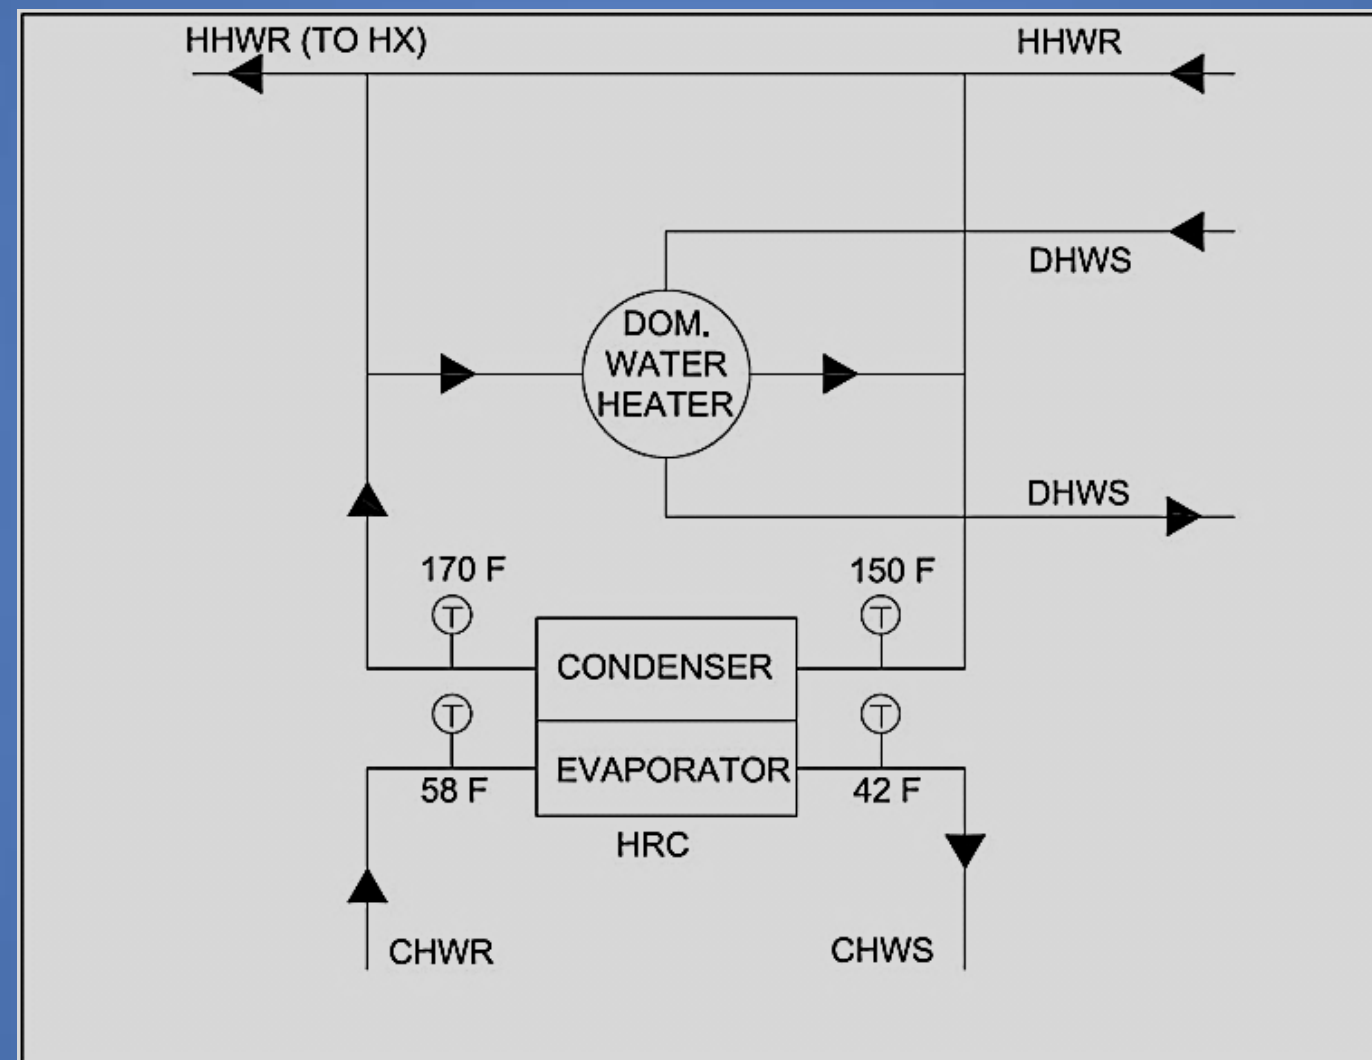 HHWR (TO HX)
HHWR
DHWS
DOM.
WATER
HEATER
DHWS
170 F
150 F
T
T
CONDENSER
T
T
EVAPORATOR
58 F
42 F
HRC
CHWR
CHWS